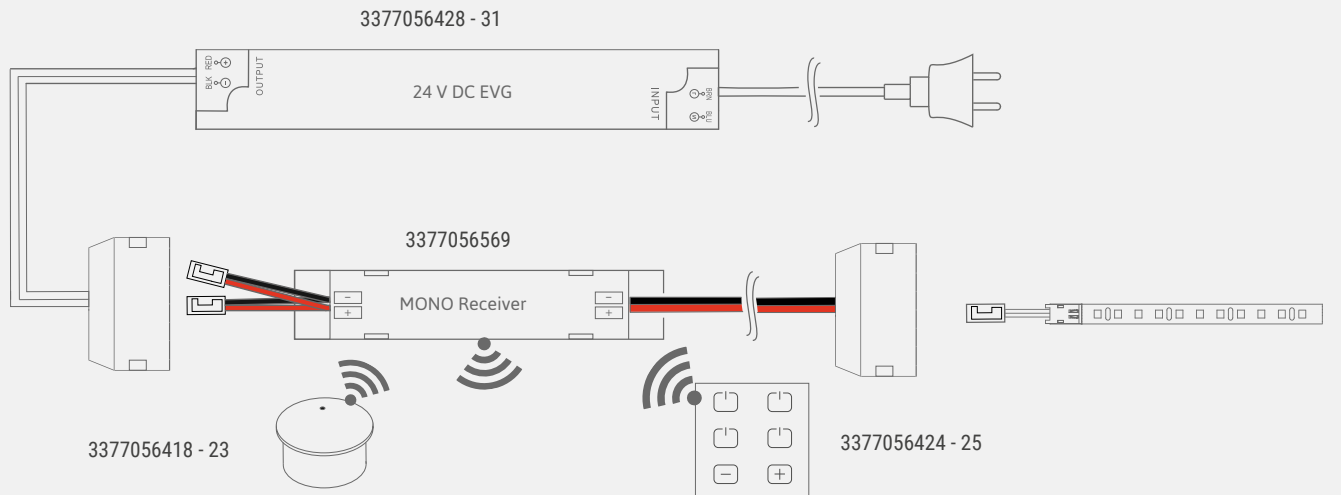 3377056428 - 31
RED +
BLK −
OUTPUT
24 V DC EVG
INPUT
BRN
BLU
3377056569
− MONO Receiver −
+ +
3377056418 - 23
3377056424 - 25
− +